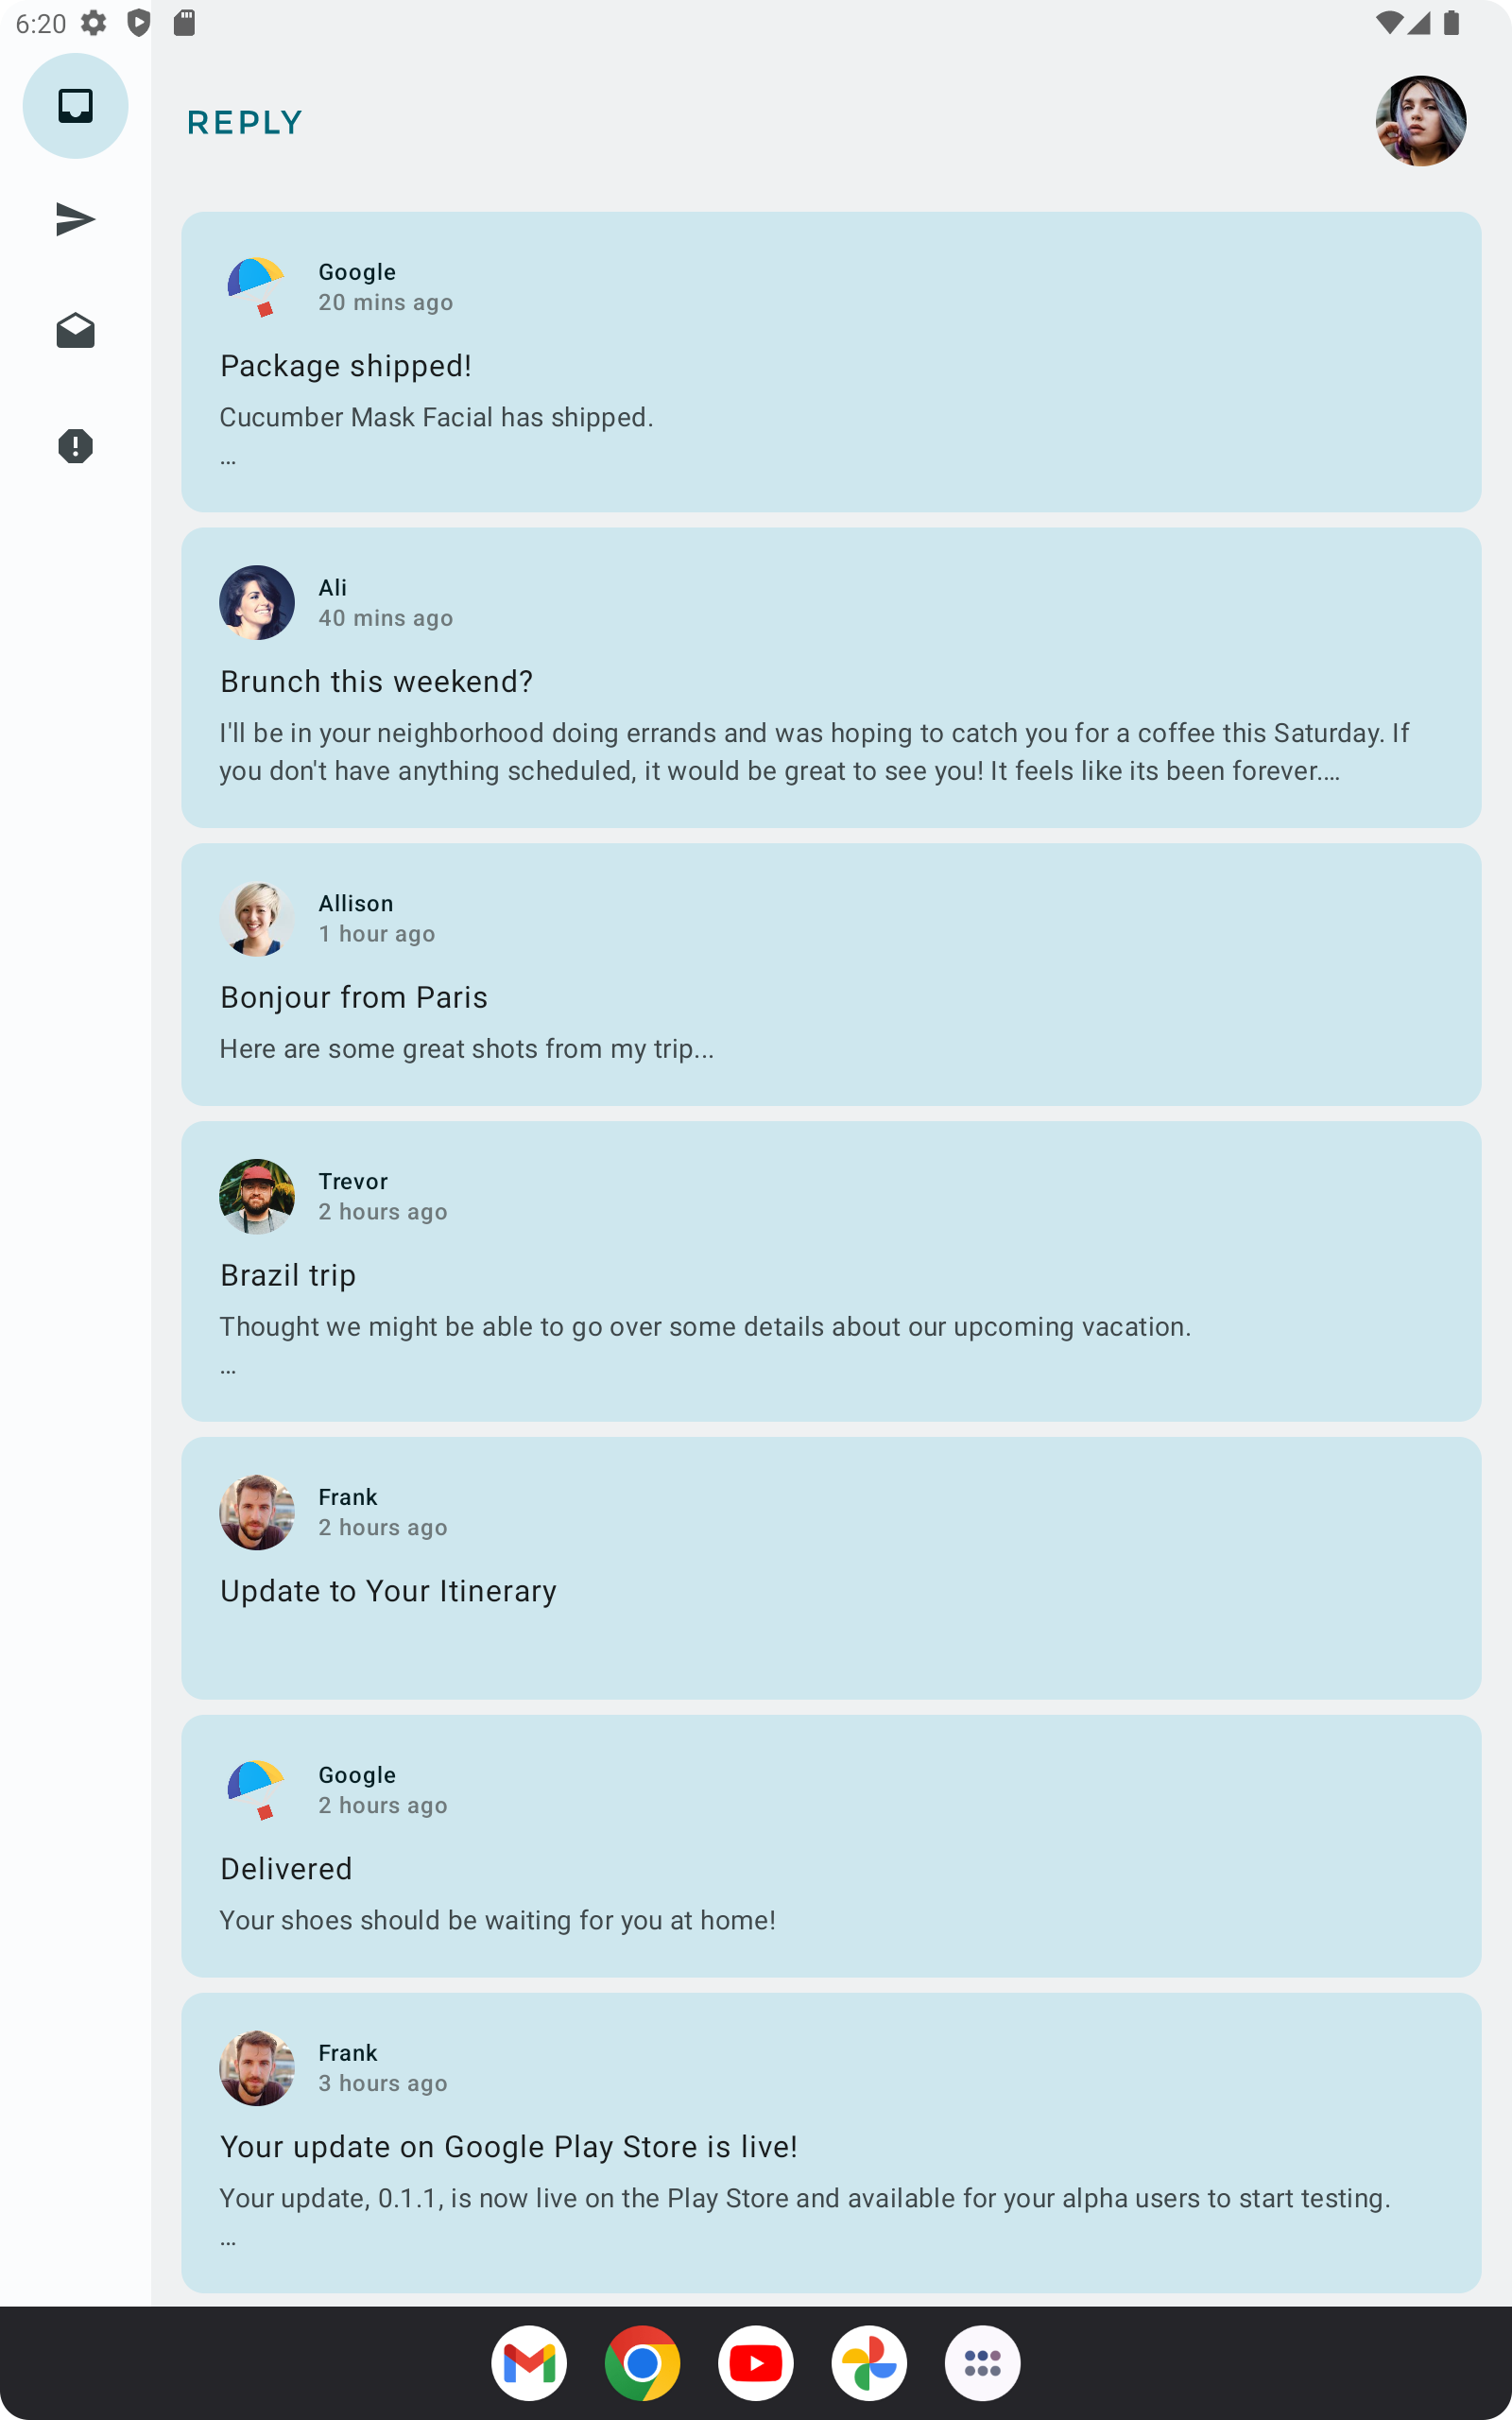 6:20
REPLY
Google
20 mins ago
Package shipped!
Cucumber Mask Facial has shipped.
…
Ali
40 mins ago
Brunch this weekend?
I'll be in your neighborhood doing errands and was hoping to catch you for a coffee this Saturday. If
you don't have anything scheduled, it would be great to see you! It feels like its been forever.…
Allison
1 hour ago
Bonjour from Paris
Here are some great shots from my trip...
Trevor
2 hours ago
Brazil trip
Thought we might be able to go over some details about our upcoming vacation.
…
Frank
2 hours ago
Update to Your Itinerary
Google
2 hours ago
Delivered
Your shoes should be waiting for you at home!
Frank
3 hours ago
Your update on Google Play Store is live!
Your update, 0.1.1, is now live on the Play Store and available for your alpha users to start testing.
…